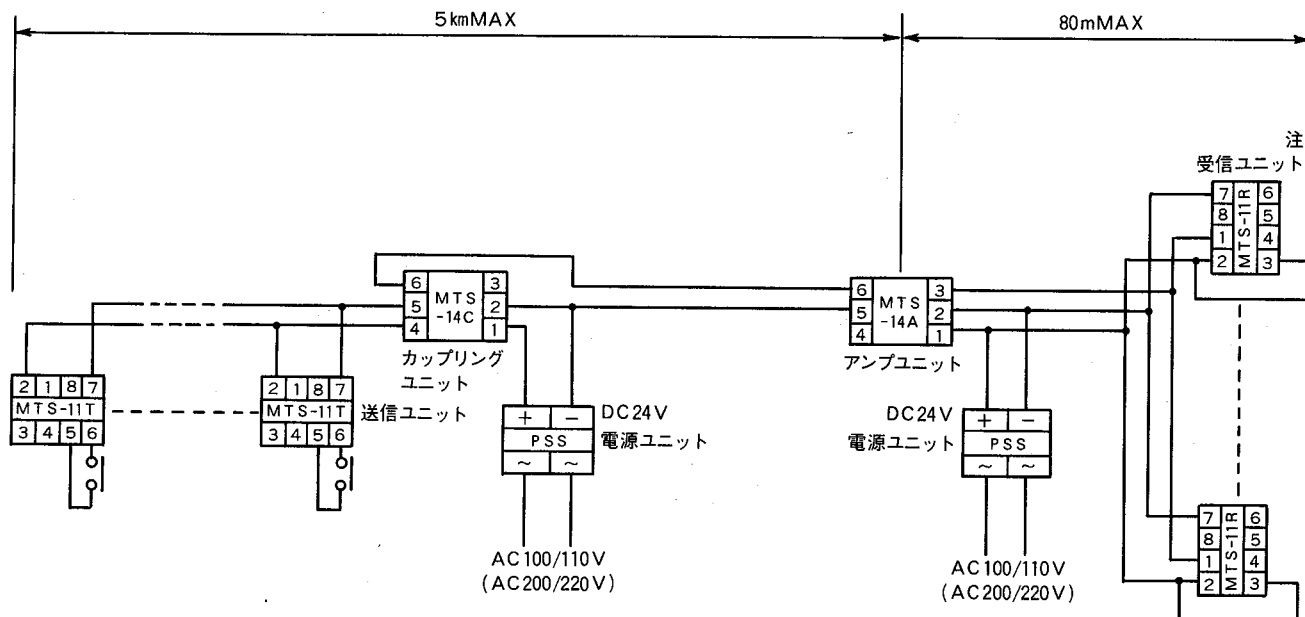 5kmMAX
80mMAX
注
受信ユニット
7 6
8 5
1 4
2 3
MTS-11R
6 3
5 2
4 1
MTS
-14C
カップリング
ユニット
6 3
5 2
4 1
MTS
-14A
アンプユニット
2 1 8 7
MTS-11T
3 4 5 6
2 1 8 7
MTS-11T
3 4 5 6
送信ユニット
+ −
PSS
~ ~
DC24V
電源ユニット
AC100/110V
(AC200/220V)
DC24V
電源ユニット
+ −
PSS
~ ~
AC100/110V
(AC200/220V)
7 6
8 5
1 4
2 3
MTS-11R